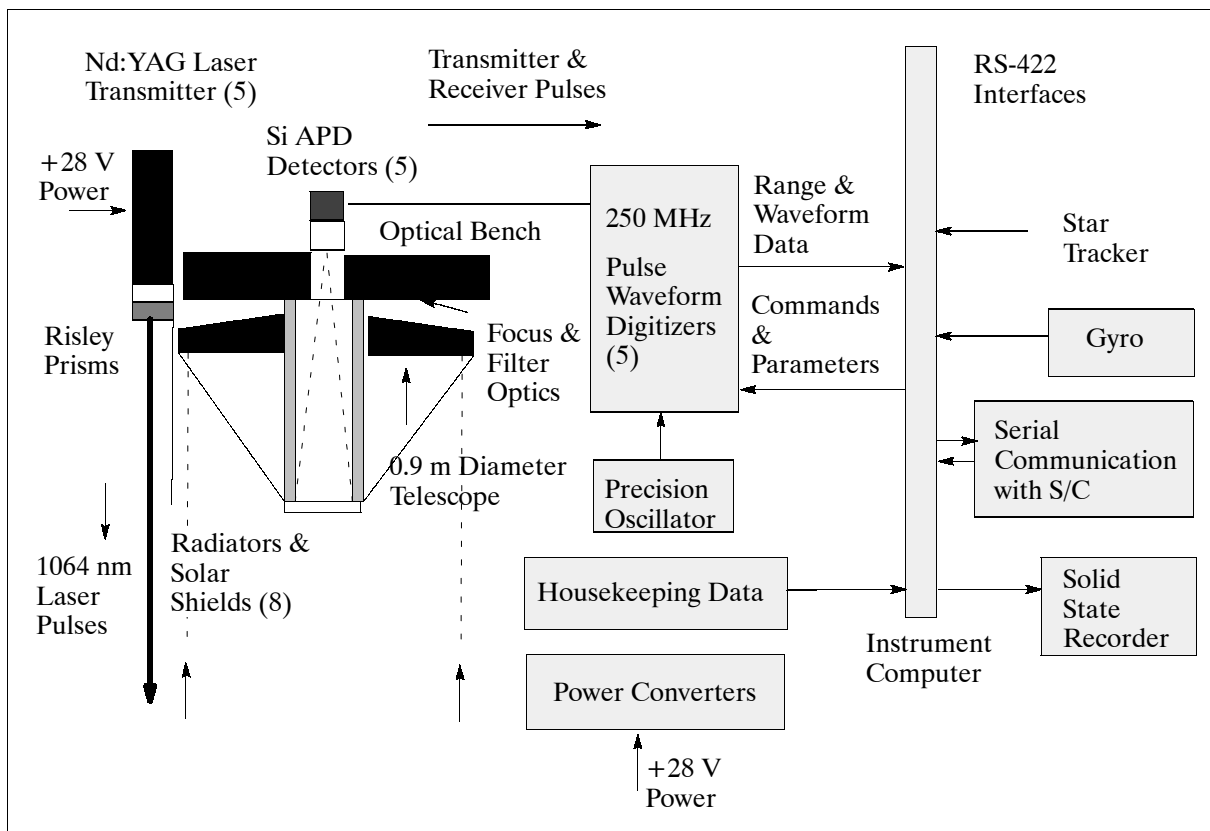 Nd:YAG Laser
Transmitter (5)
Transmitter &
Receiver Pulses
RS-422
Interfaces
Si APD
Detectors (5)
+28 V
Power
Optical Bench
250 MHz
Pulse
Waveform
Digitizers
(5)
Range &
Waveform
Data
Star
Tracker
Commands
&
Parameters
Gyro
Risley
Prisms
Focus &
Filter
Optics
0.9 m Diameter
Telescope
Precision
Oscillator
Serial
Communication
with S/C
1064 nm
Laser
Pulses
Radiators &
Solar
Shields (8)
Housekeeping Data
Solid
State
Recorder
Instrument
Computer
Power Converters
+28 V
Power